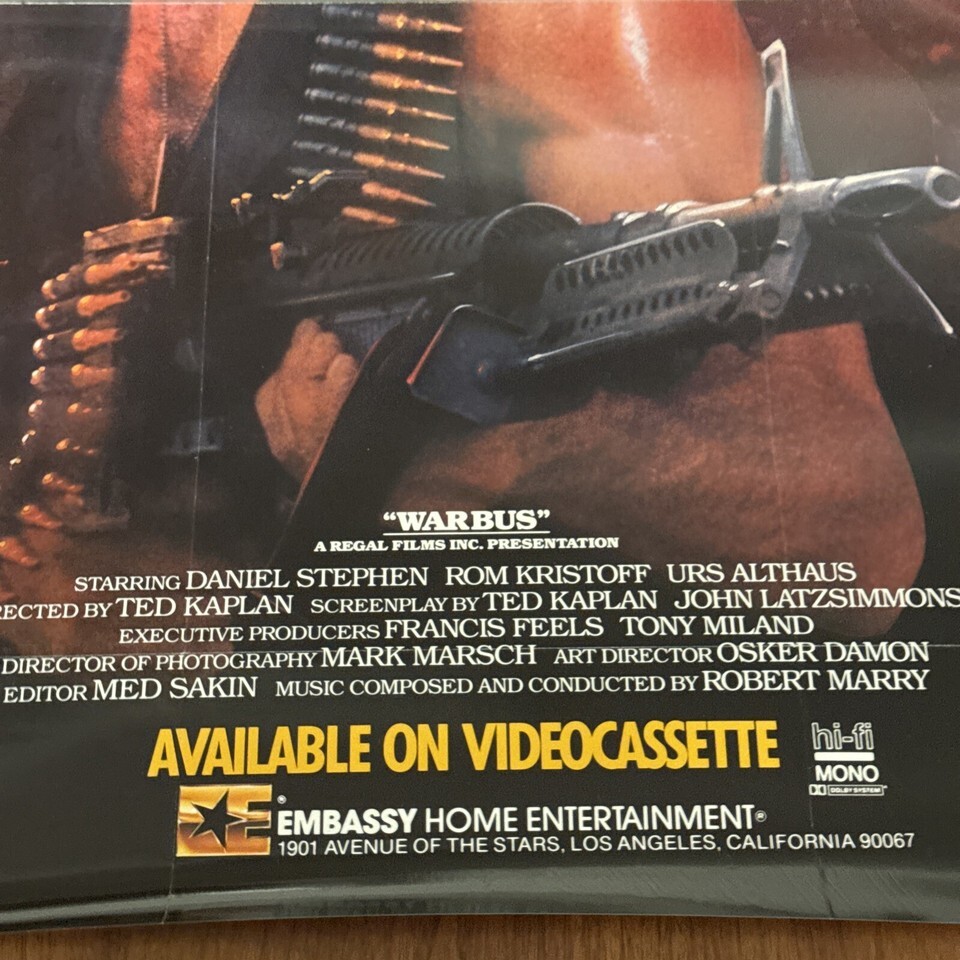 “WAR BUS”
A REGAL FILMS INC. PRESENTATION
STARRING DANIEL STEPHEN ROM KRISTOFF URS ALTHAUS
RECTED BY TED KAPLAN SCREENPLAY BY TED KAPLAN JOHN LATZSIMMONS
EXECUTIVE PRODUCERS FRANCIS FEELS TONY MILAND
DIRECTOR OF PHOTOGRAPHY MARK MARSCH ART DIRECTOR OSKER DAMON
EDITOR MED SAKIN MUSIC COMPOSED AND CONDUCTED BY ROBERT MARRY
AVAILABLE ON VIDEOCASSETTE
hi-fi
MONO
DOLBY SYSTEM
E® EMBASSY HOME ENTERTAINMENT®
1901 AVENUE OF THE STARS, LOS ANGELES, CALIFORNIA 90067